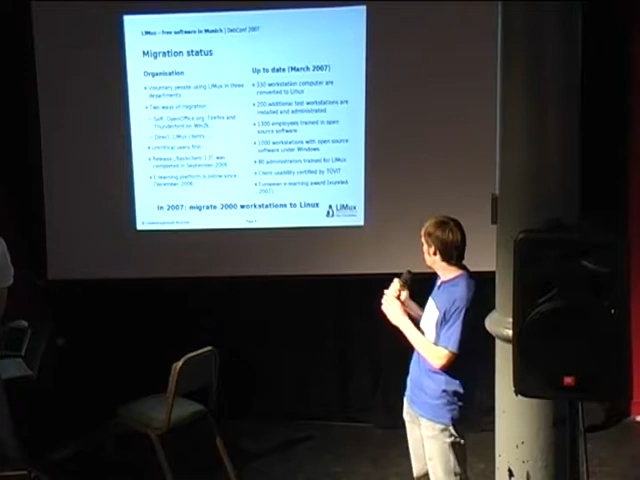 LiMux – free software in Munich | DebConf 2007
Migration status
Organisation
Voluntary people using LiMux in three
departments
Two ways of migration:
Soft: OpenOffice.org, Firefox and
Thunderbird on Win2k
Direct: LiMux clients
Uncritical users first
Release „Basisclient 1.0" was
completed in September 2006
E-learning platform is online since
December 2006
Up to date (March 2007)
workstation computer are
converted to Linux
200 additional test workstations are
installed and administrated
1300 employees trained in open
source software
1000 workstations with open source
software under Windows
administrators trained for LiMux
Client usability certified by TÜVIT
European e-learning award (eureleA
2007)
In 2007: migrate 2000 workstations to Linux
LiMux
JBL